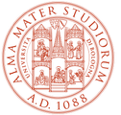 ALMA MATER STUDIORUM
A.D. 1088
UNIVERSITÀ
DI BOLOGNA